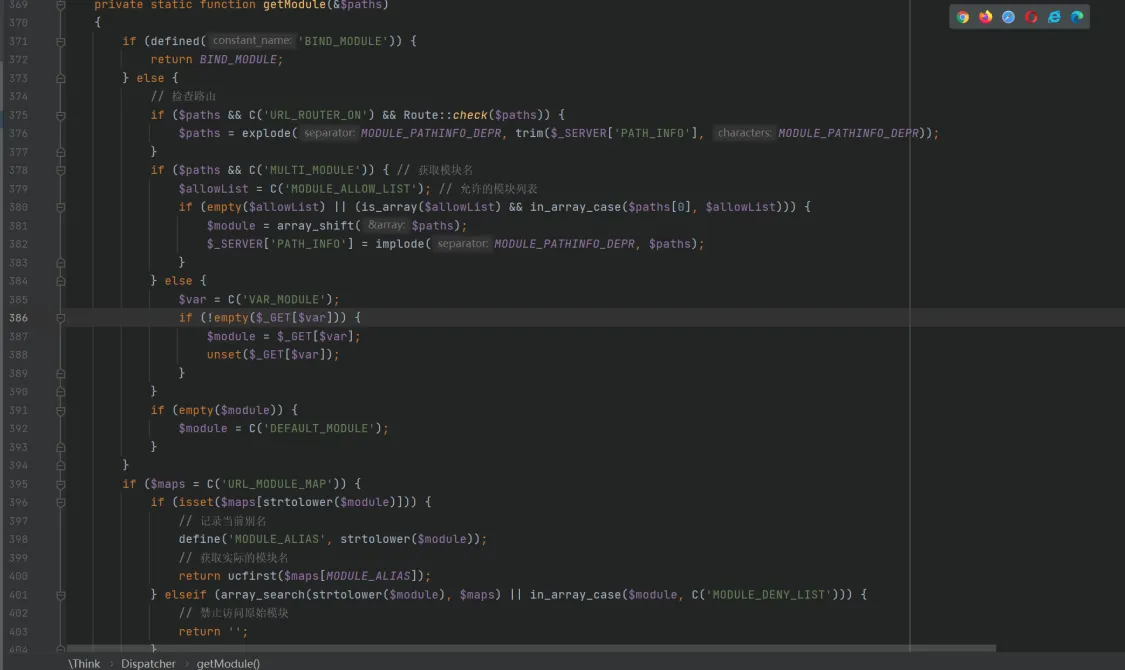 369 private static function getModule(&$paths)
370 {
371 if (defined( constant_name: 'BIND_MODULE')) {
372 return BIND_MODULE;
373 } else {
374 // 检查路由
375 if ($paths && C('URL_ROUTER_ON') && Route::check($paths)) {
376 $paths = explode( separator: MODULE_PATHINFO_DEPR, trim($_SERVER['PATH_INFO'], characters: MODULE_PATHINFO_DEPR));
377 }
378 if ($paths && C('MULTI_MODULE')) { // 获取模块名
379 $allowList = C('MODULE_ALLOW_LIST'); // 允许的模块列表
380 if (empty($allowList) || (is_array($allowList) && in_array_case($paths[0], $allowList))) {
381 $module = array_shift( &array: $paths);
382 $_SERVER['PATH_INFO'] = implode( separator: MODULE_PATHINFO_DEPR, $paths);
383 }
384 } else {
385 $var = C('VAR_MODULE');
386 if (!empty($_GET[$var])) {
387 $module = $_GET[$var];
388 unset($_GET[$var]);
389 }
390 }
391 if (empty($module)) {
392 $module = C('DEFAULT_MODULE');
393 }
394 }
395 if ($maps = C('URL_MODULE_MAP')) {
396 if (isset($maps[strtolower($module)])) {
397 // 记录当前别名
398 define('MODULE_ALIAS', strtolower($module));
399 // 获取实际的模块名
400 return ucfirst($maps[MODULE_ALIAS]);
401 } elseif (array_search(strtolower($module), $maps) || in_array_case($module, C('MODULE_DENY_LIST'))) {
402 // 禁止访问原始模块
403 return '';
404 }
\Think › Dispatcher › getModule()